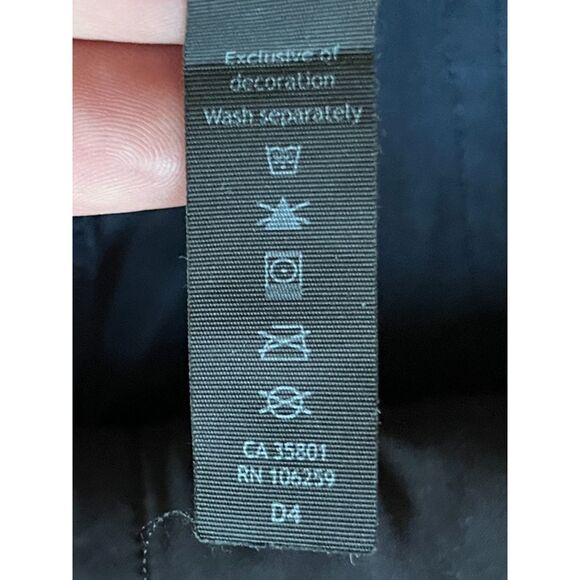 Exclusive of
decoration
Wash separately
CA 35801
RN 106259
D4